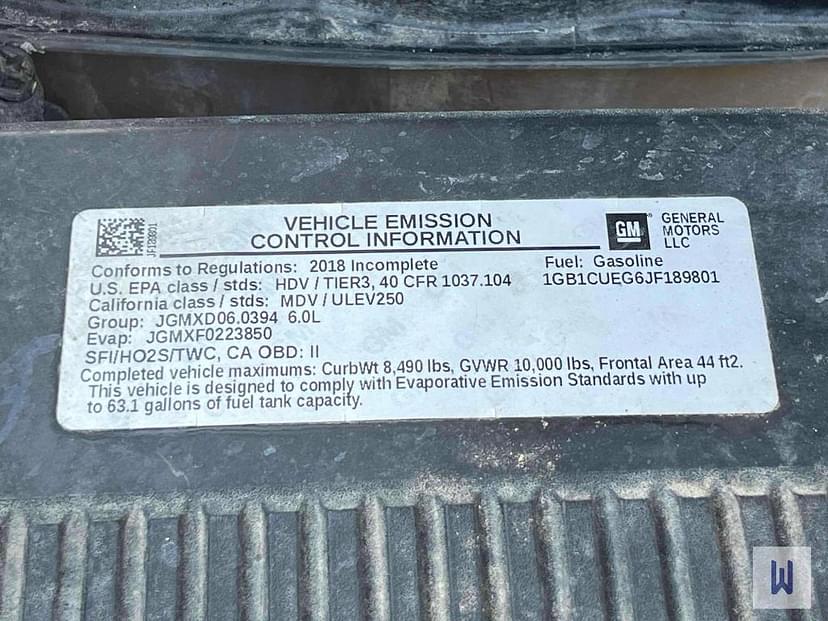 VEHICLE EMISSION
CONTROL INFORMATION
GM
GENERAL
MOTORS
LLC
JF189801
Conforms to Regulations: 2018 Incomplete
Fuel: Gasoline
U.S. EPA class / stds: HDV / TIER3, 40 CFR 1037.104
1GB1CUEG6JF189801
California class / stds: MDV / ULEV250
Group: JGMXD06.0394 6.0L
Evap: JGMXF0223850
SFI/HO2S/TWC, CA OBD: II
Completed vehicle maximums: CurbWt 8,490 lbs, GVWR 10,000 lbs, Frontal Area 44 ft2.
This vehicle is designed to comply with Evaporative Emission Standards with up
to 63.1 gallons of fuel tank capacity.
W